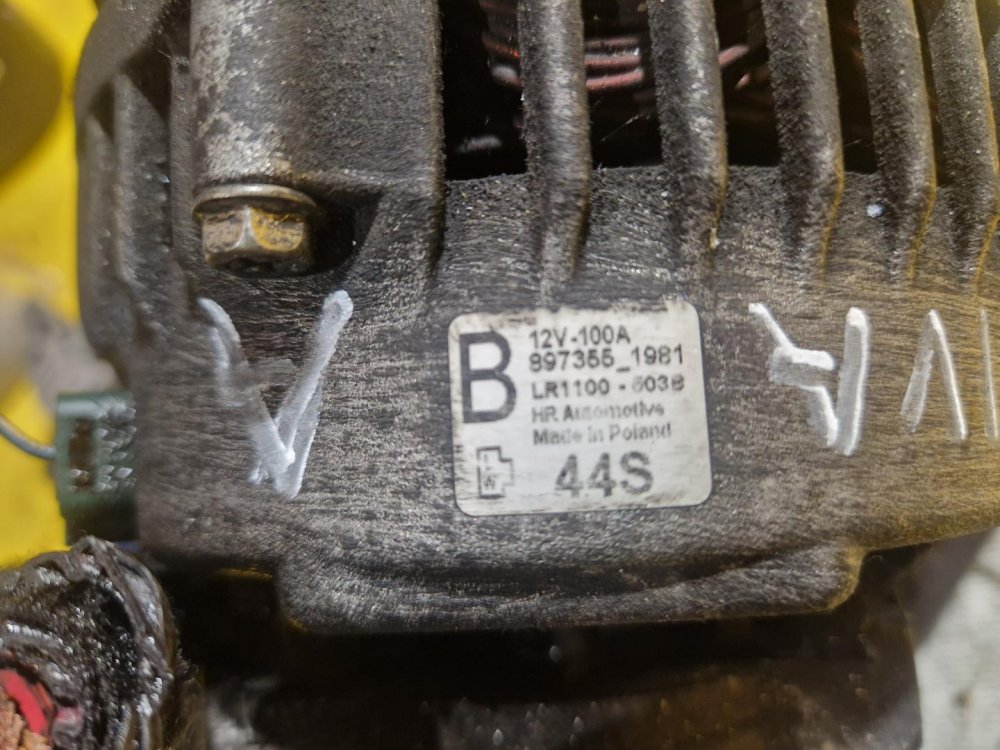 B
12V-100A
897355_1981
LR1100-503B
HR Automotive
Made in Poland
44S